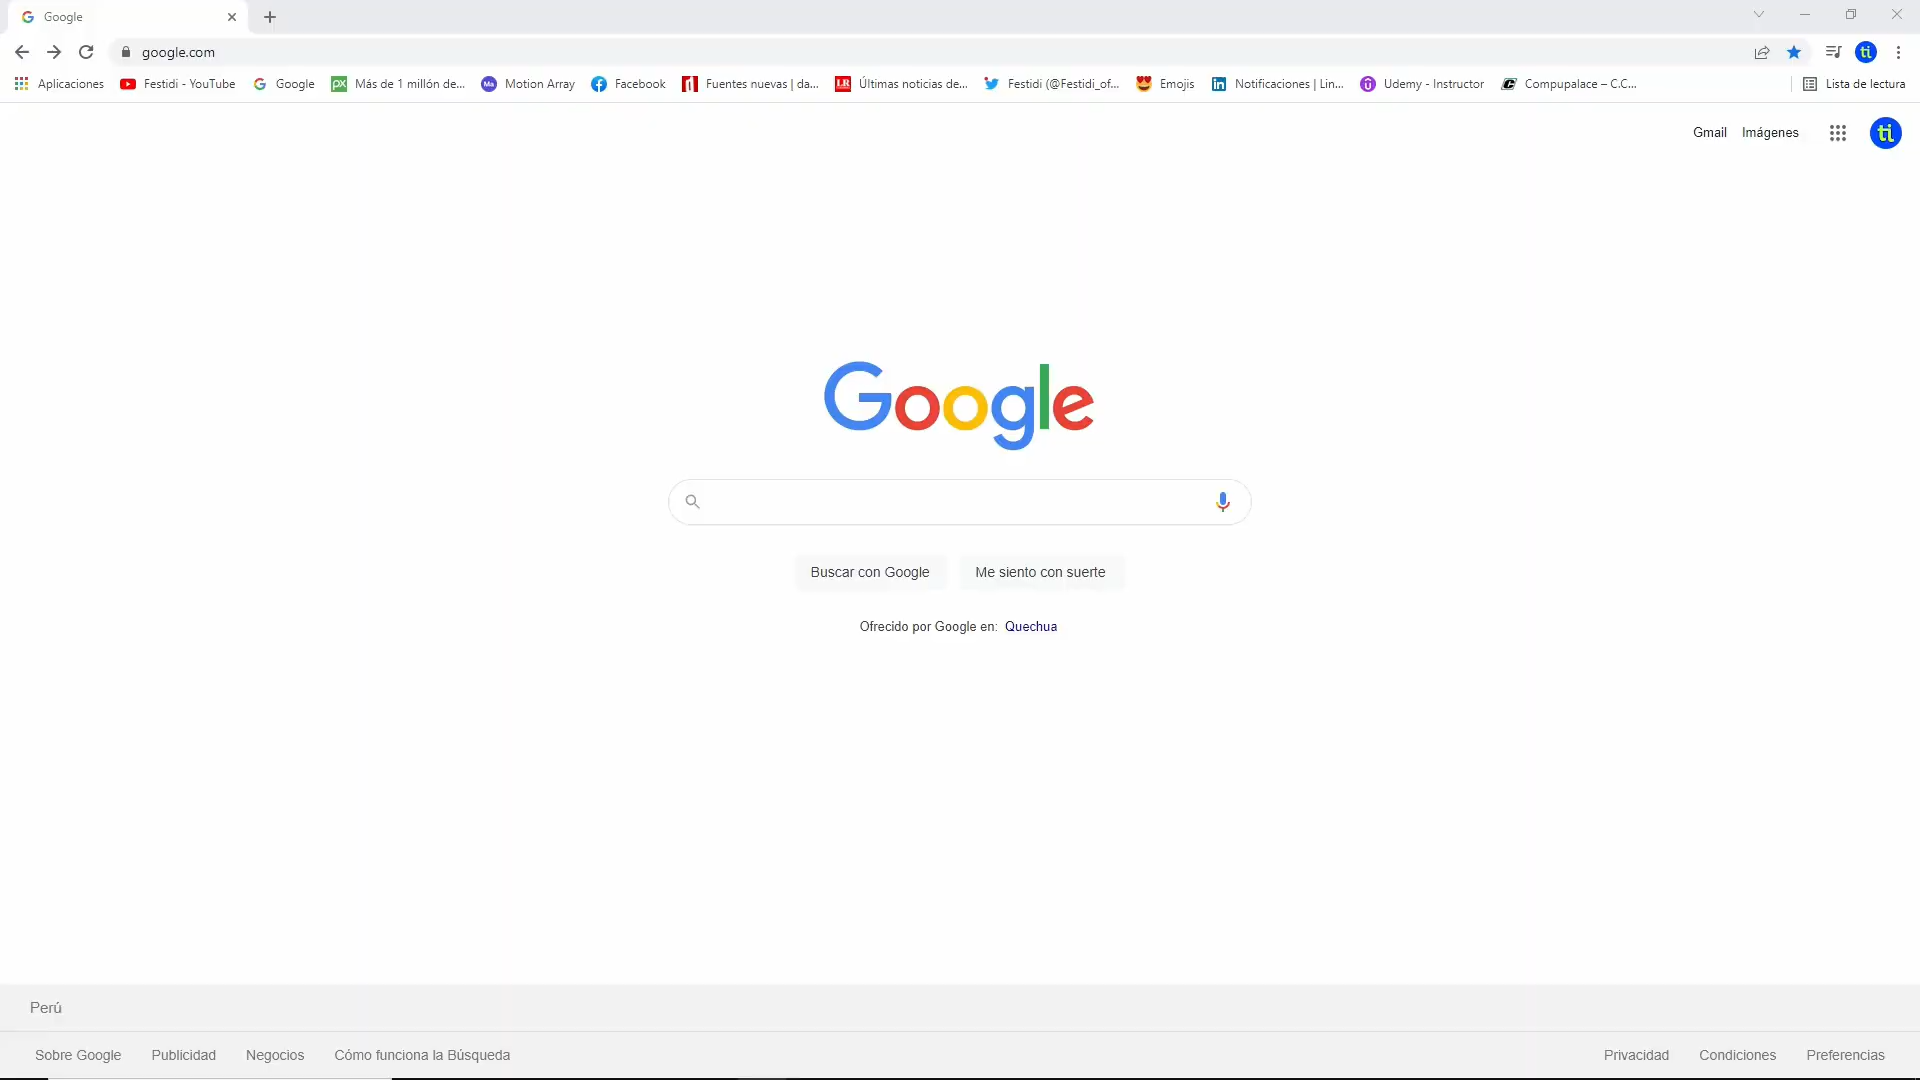 Google
google.com
Aplicaciones Festidi - YouTube Google Más de 1 millón de... Motion Array Facebook Fuentes nuevas | da... Últimas noticias de... Festidi (@Festidi_of... Emojis Notificaciones | Lin... Udemy - Instructor Compupalace – C.C... Lista de lectura
Gmail Imágenes ti
Google
Buscar con Google Me siento con suerte
Ofrecido por Google en: Quechua
Perú
Sobre Google Publicidad Negocios Cómo funciona la Búsqueda Privacidad Condiciones Preferencias